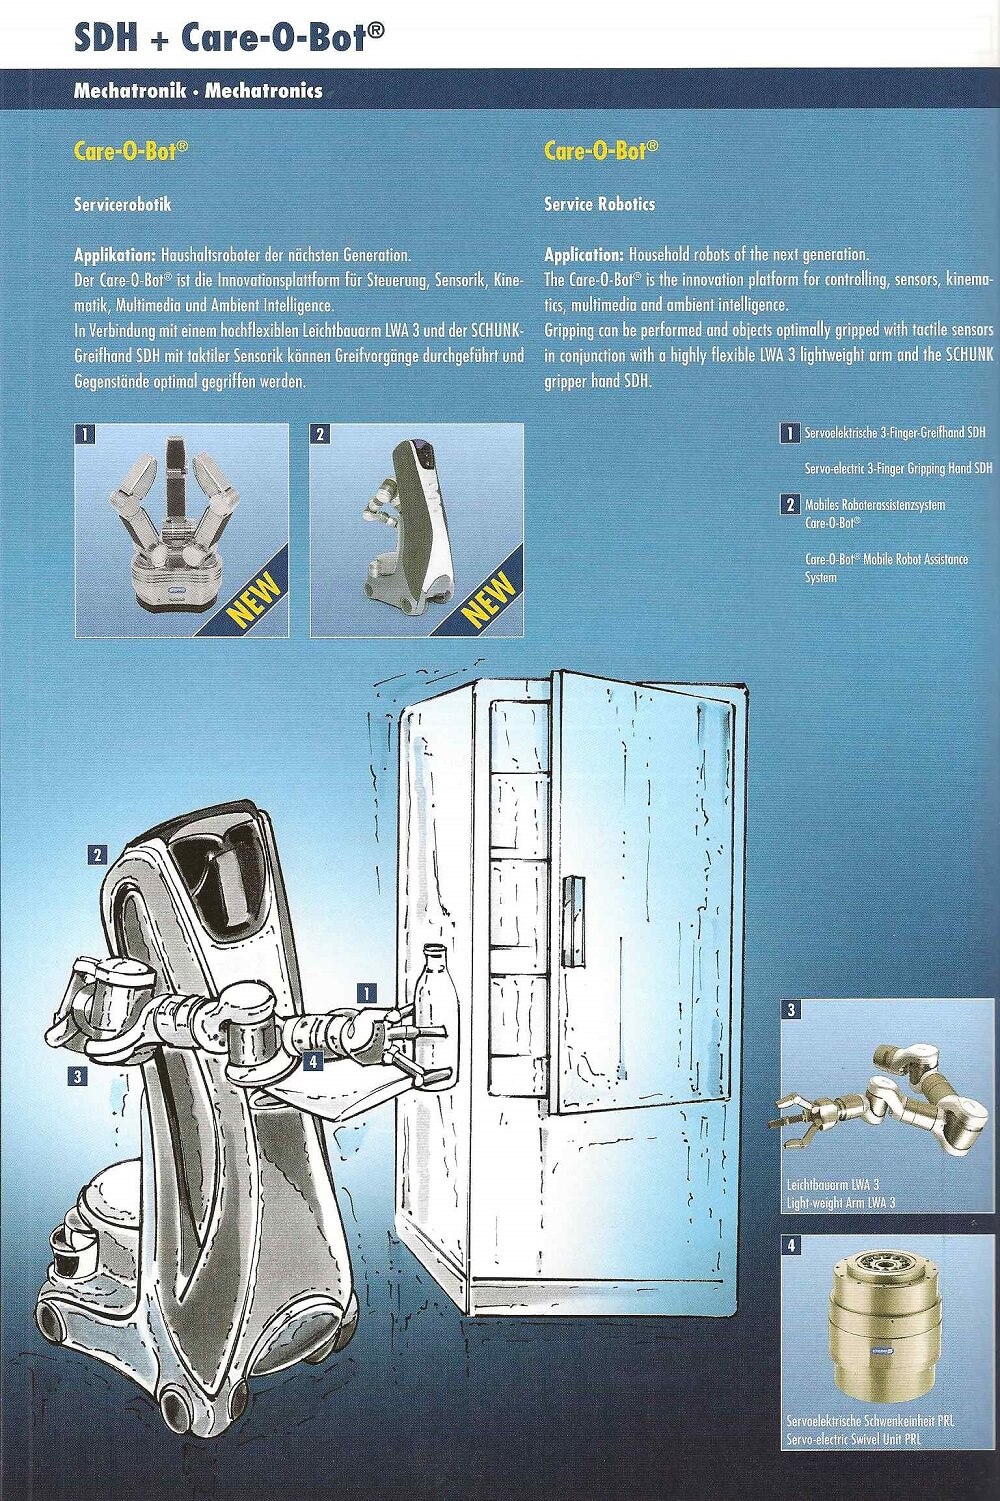 SDH + Care-O-Bot®
Mechatronik · Mechatronics
Care-O-Bot®
Servicerobotik
Applikation: Haushaltsroboter der nächsten Generation.
Der Care-O-Bot® ist die Innovationsplattform für Steuerung, Sensorik, Kine-
matik, Multimedia und Ambient Intelligence.
In Verbindung mit einem hochflexiblen Leichtbauarm LWA 3 und der SCHUNK-
Greifhand SDH mit taktiler Sensorik können Greifvorgänge durchgeführt und
Gegenstände optimal gegriffen werden.
Care-O-Bot®
Service Robotics
Application: Household robots of the next generation.
The Care-O-Bot® is the innovation platform for controlling, sensors, kinema-
tics, multimedia and ambient intelligence.
Gripping can be performed and objects optimally gripped with tactile sensors
in conjunction with a highly flexible LWA 3 lightweight arm and the SCHUNK
gripper hand SDH.
1
NEW
2
NEW
1 Servoelektrische 3-Finger-Greifhand SDH
Servo-electric 3-Finger Gripping Hand SDH
2 Mobiles Roboterassistenzsystem
Care-O-Bot®
Care-O-Bot® Mobile Robot Assistance
System
2
1
4
3
3
Leichtbauarm LWA 3
Light-weight Arm LWA 3
4
Servoelektrische Schwenkeinheit PRL
Servo-electric Swivel Unit PRL